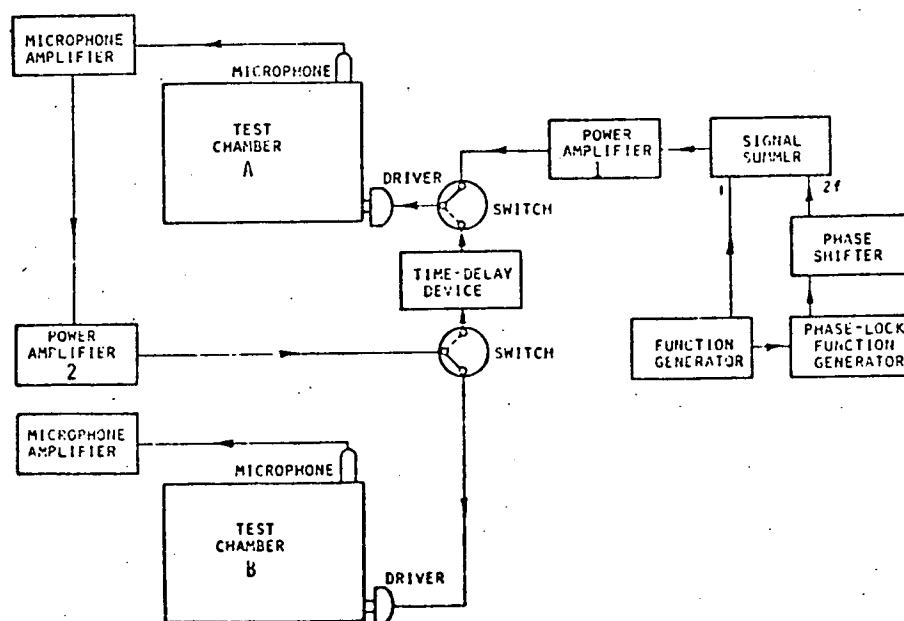 MICROPHONE
AMPLIFIER
MICROPHONE
TEST
CHAMBER
A
DRIVER
SWITCH
POWER
AMPLIFIER
1
SIGNAL
SUMMER
2f
PHASE
SHIFTER
TIME-DELAY
DEVICE
POWER
AMPLIFIER
2
SWITCH
FUNCTION
GENERATOR
PHASE-LOCK
FUNCTION
GENERATOR
MICROPHONE
AMPLIFIER
MICROPHONE
TEST
CHAMBER
B
DRIVER